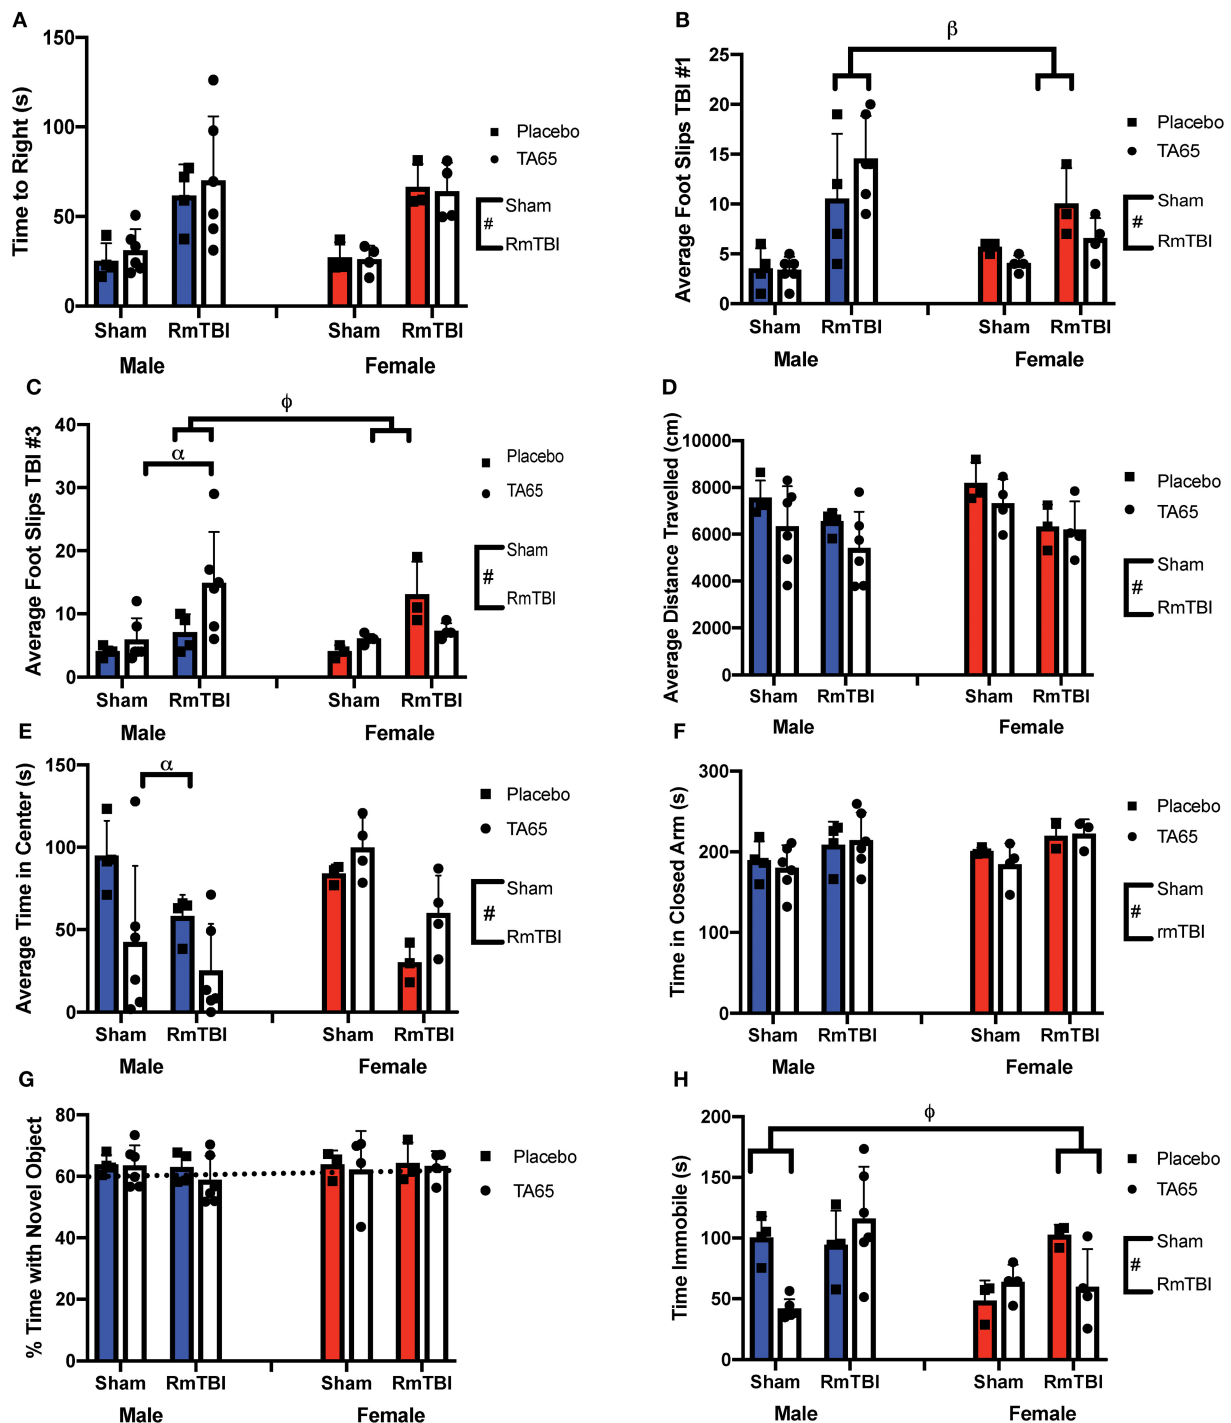 A
Time to Right (s)
150
100
50
0
Sham RmTBI Sham RmTBI
Male Female
Placebo
TA65
Sham
#
RmTBI
B
β
Average Foot Slips TBI #1
25
20
15
10
5
0
Sham RmTBI Sham RmTBI
Male Female
Placebo
TA65
Sham
#
RmTBI
C
ϕ
α
Average Foot Slips TBI #3
40
30
20
10
0
Sham RmTBI Sham RmTBI
Male Female
Placebo
TA65
Sham
#
RmTBI
D
Average Distance Travelled (cm)
10000
8000
6000
4000
2000
0
Sham RmTBI Sham RmTBI
Male Female
Placebo
TA65
Sham
#
RmTBI
E
α
Average Time in Center (s)
150
100
50
0
Sham RmTBI Sham RmTBI
Male Female
Placebo
TA65
Sham
#
RmTBI
F
Time in Closed Arm (s)
300
200
100
0
Sham RmTBI Sham RmTBI
Male Female
Placebo
TA65
Sham
#
rmTBI
G
% Time with Novel Object
80
60
40
20
0
Sham RmTBI Sham RmTBI
Male Female
Placebo
TA65
H
ϕ
Time Immobile (s)
200
150
100
50
0
Sham RmTBI Sham RmTBI
Male Female
Placebo
TA65
Sham
#
RmTBI